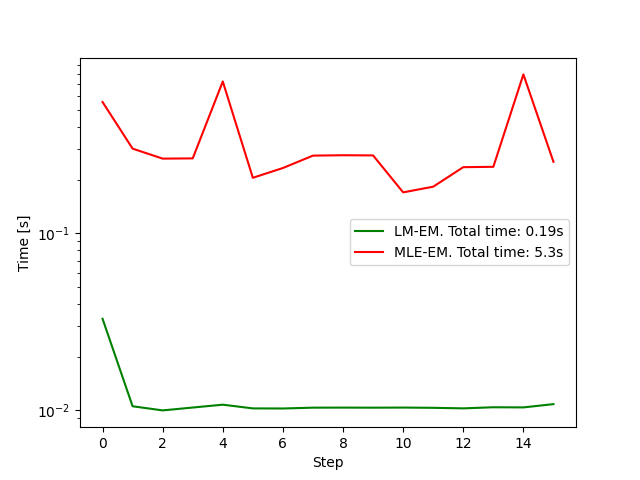 Time [s]
10⁻¹
10⁻²
LM-EM. Total time: 0.19s
MLE-EM. Total time: 5.3s
0 2 4 6 8 10 12 14
Step